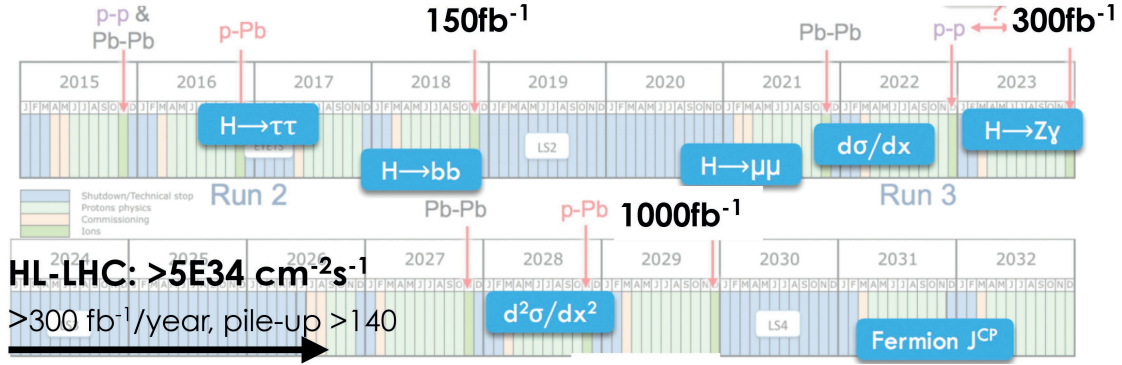 p-p &
Pb-Pb
p-Pb
150fb-1
Pb-Pb
p-p
?
300fb-1
2015 2016 2017 2018 2019 2020 2021 2022 2023
JFMAMJJASOND
H→ττ
EYETS
H→bb
LS2
H→μμ
dσ/dx
H→Zɣ
Shutdown/Technical stop
Protons physics
Commissioning
Ions
Run 2
Run 3
Pb-Pb
p-Pb
1000fb-1
2024 2025 2026 2027 2028 2029 2030 2031 2032
HL-LHC: >5E34 cm-2s-1
>300 fb-1/year, pile-up >140
d2σ/dx2
LS4
Fermion JCP